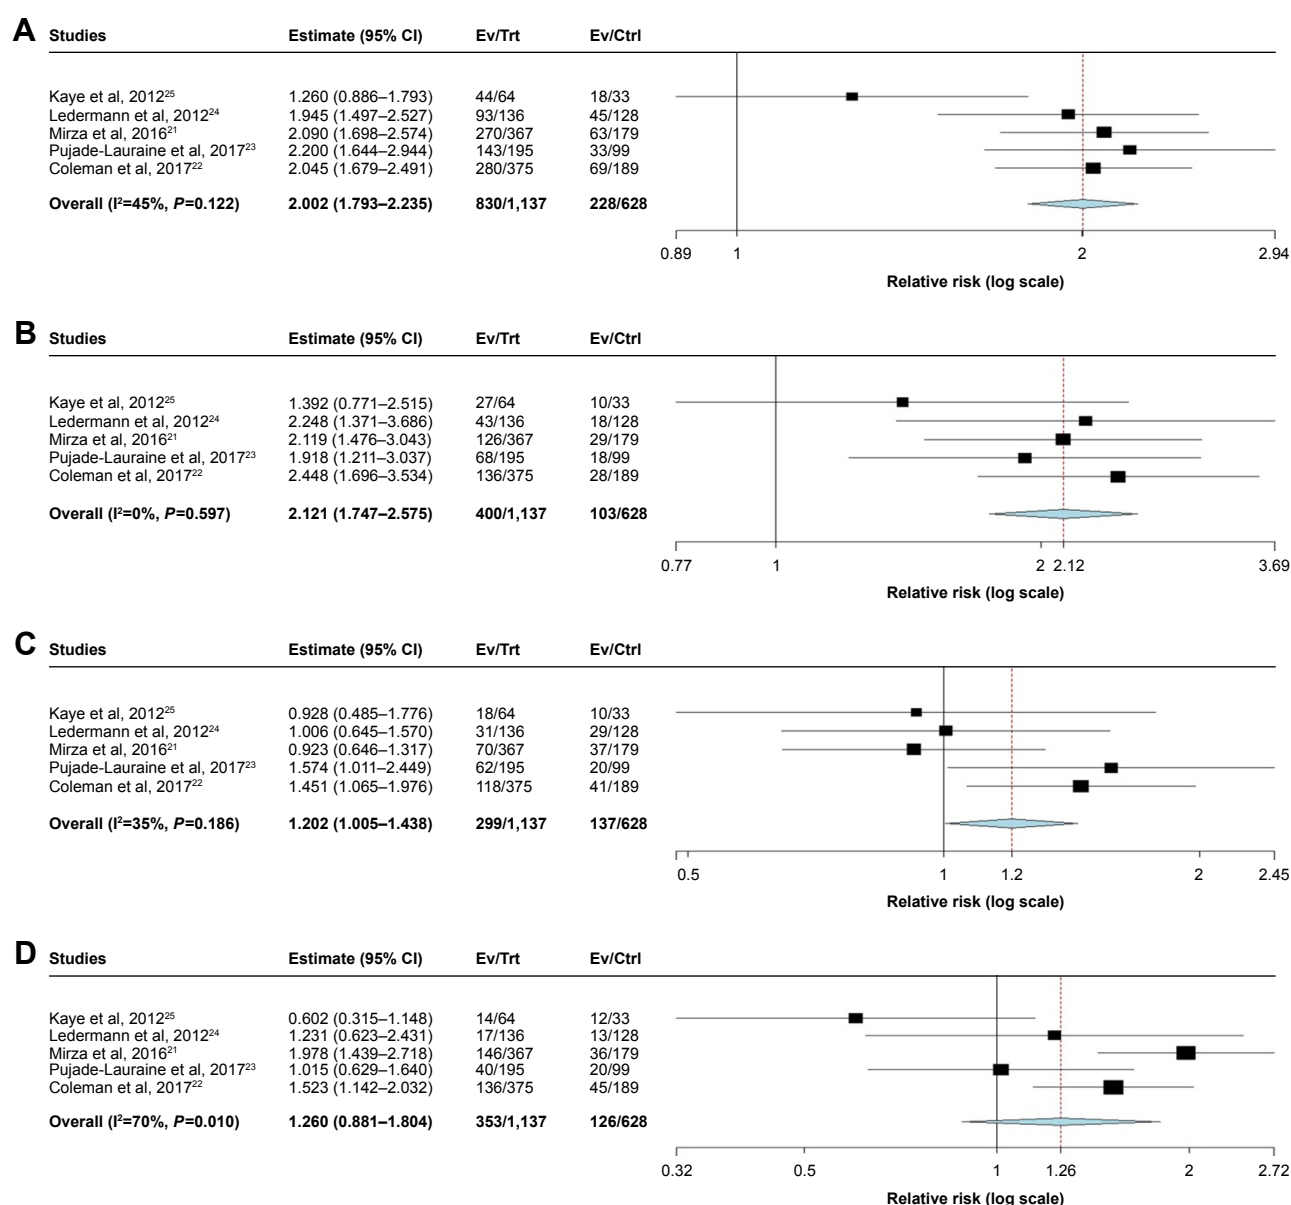 A Studies Estimate (95% CI) Ev/Trt Ev/Ctrl
Kaye et al, 2012²⁵ 1.260 (0.886–1.793) 44/64 18/33
Ledermann et al, 2012²⁴ 1.945 (1.497–2.527) 93/136 45/128
Mirza et al, 2016²¹ 2.090 (1.698–2.574) 270/367 63/179
Pujade-Lauraine et al, 2017²³ 2.200 (1.644–2.944) 143/195 33/99
Coleman et al, 2017²² 2.045 (1.679–2.491) 280/375 69/189
Overall (I²=45%, P=0.122) 2.002 (1.793–2.235) 830/1,137 228/628
0.89 1 2 2.94
Relative risk (log scale)
B Studies Estimate (95% CI) Ev/Trt Ev/Ctrl
Kaye et al, 2012²⁵ 1.392 (0.771–2.515) 27/64 10/33
Ledermann et al, 2012²⁴ 2.248 (1.371–3.686) 43/136 18/128
Mirza et al, 2016²¹ 2.119 (1.476–3.043) 126/367 29/179
Pujade-Lauraine et al, 2017²³ 1.918 (1.211–3.037) 68/195 18/99
Coleman et al, 2017²² 2.448 (1.696–3.534) 136/375 28/189
Overall (I²=0%, P=0.597) 2.121 (1.747–2.575) 400/1,137 103/628
0.77 1 2 2.12 3.69
Relative risk (log scale)
C Studies Estimate (95% CI) Ev/Trt Ev/Ctrl
Kaye et al, 2012²⁵ 0.928 (0.485–1.776) 18/64 10/33
Ledermann et al, 2012²⁴ 1.006 (0.645–1.570) 31/136 29/128
Mirza et al, 2016²¹ 0.923 (0.646–1.317) 70/367 37/179
Pujade-Lauraine et al, 2017²³ 1.574 (1.011–2.449) 62/195 20/99
Coleman et al, 2017²² 1.451 (1.065–1.976) 118/375 41/189
Overall (I²=35%, P=0.186) 1.202 (1.005–1.438) 299/1,137 137/628
0.5 1 1.2 2 2.45
Relative risk (log scale)
D Studies Estimate (95% CI) Ev/Trt Ev/Ctrl
Kaye et al, 2012²⁵ 0.602 (0.315–1.148) 14/64 12/33
Ledermann et al, 2012²⁴ 1.231 (0.623–2.431) 17/136 13/128
Mirza et al, 2016²¹ 1.978 (1.439–2.718) 146/367 36/179
Pujade-Lauraine et al, 2017²³ 1.015 (0.629–1.640) 40/195 20/99
Coleman et al, 2017²² 1.523 (1.142–2.032) 136/375 45/189
Overall (I²=70%, P=0.010) 1.260 (0.881–1.804) 353/1,137 126/628
0.32 0.5 1 1.26 2 2.72
Relative risk (log scale)